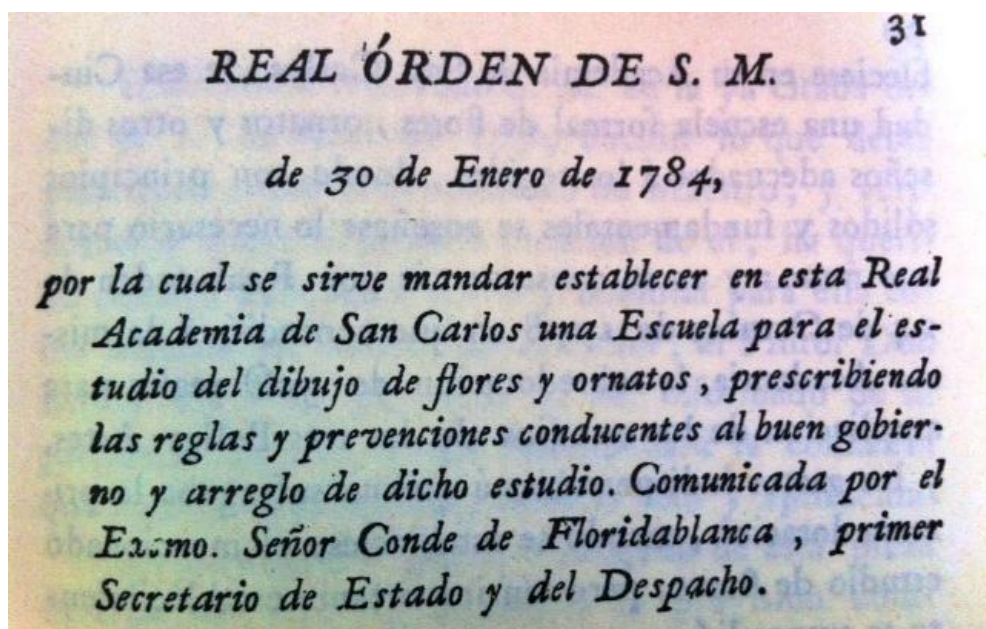 31
REAL ÓRDEN DE S. M.
de 30 de Enero de 1784,
por la cual se sirve mandar establecer en esta Real
Academia de San Carlos una Escuela para el es-
tudio del dibujo de flores y ornatos, prescribiendo
las reglas y prevenciones conducentes al buen gobier-
no y arreglo de dicho estudio. Comunicada por el
Excmo. Señor Conde de Floridablanca, primer
Secretario de Estado y del Despacho.